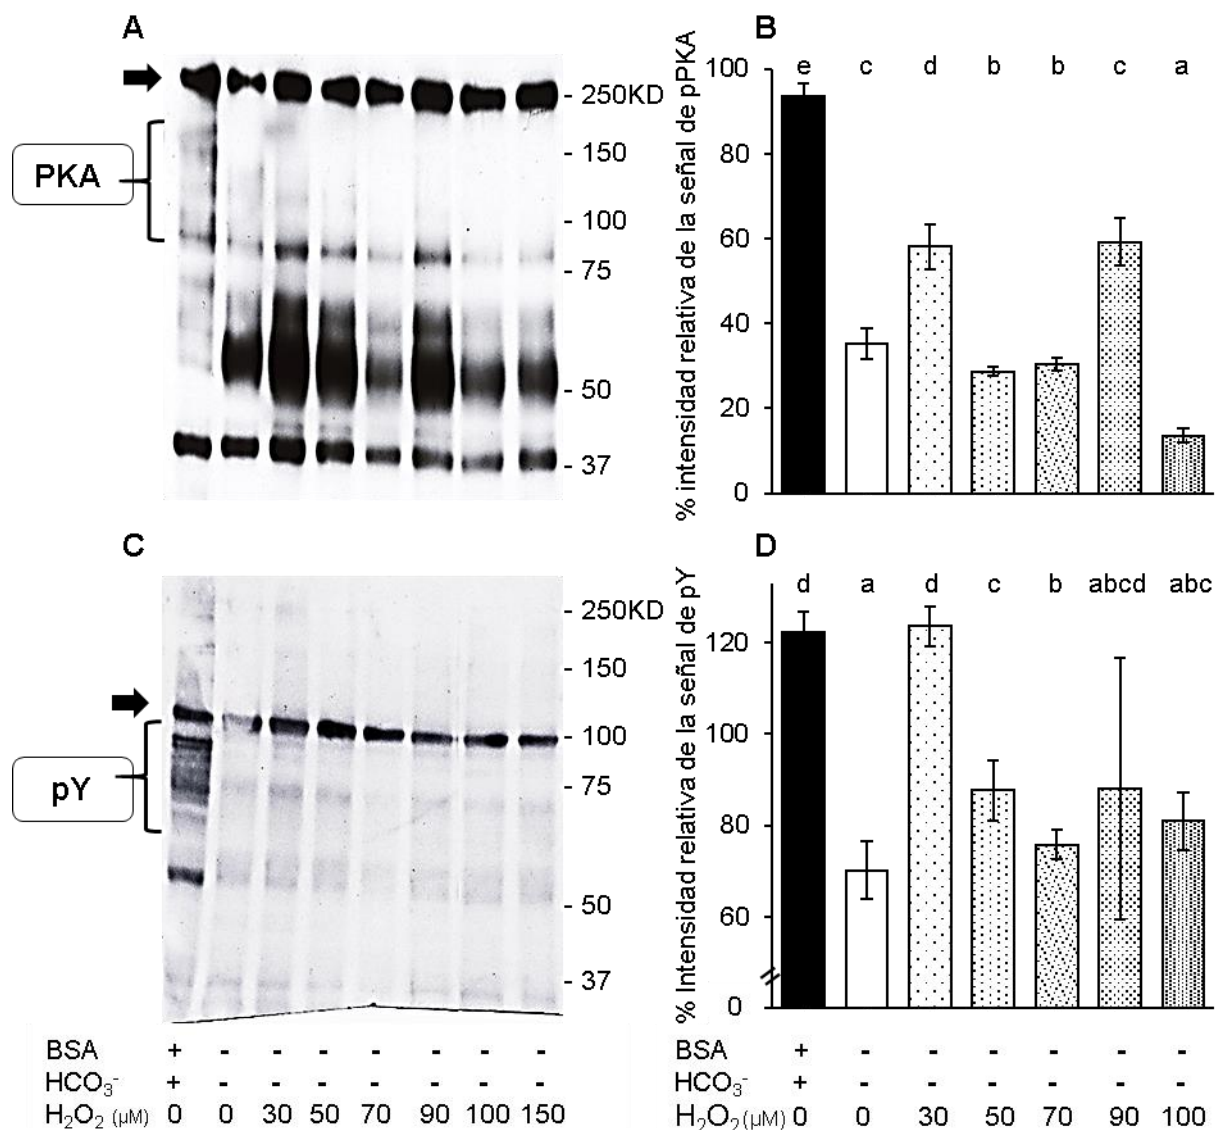 A
PKA
250KD
150
100
75
50
37
B
% intensidad relativa de la señal de pPKA
100
80
60
40
20
0
e c d b b c a
C
pY
250KD
150
100
75
50
37
D
% Intensidad relativa de la señal de pY
120
100
80
60
0
d a d c b abcd abc
BSA + - - - - - - -
HCO₃⁻ + - - - - - - -
H₂O₂ (µM) 0 0 30 50 70 90 100 150
BSA + - - - - - -
HCO₃⁻ + - - - - - -
H₂O₂(µM) 0 0 30 50 70 90 100